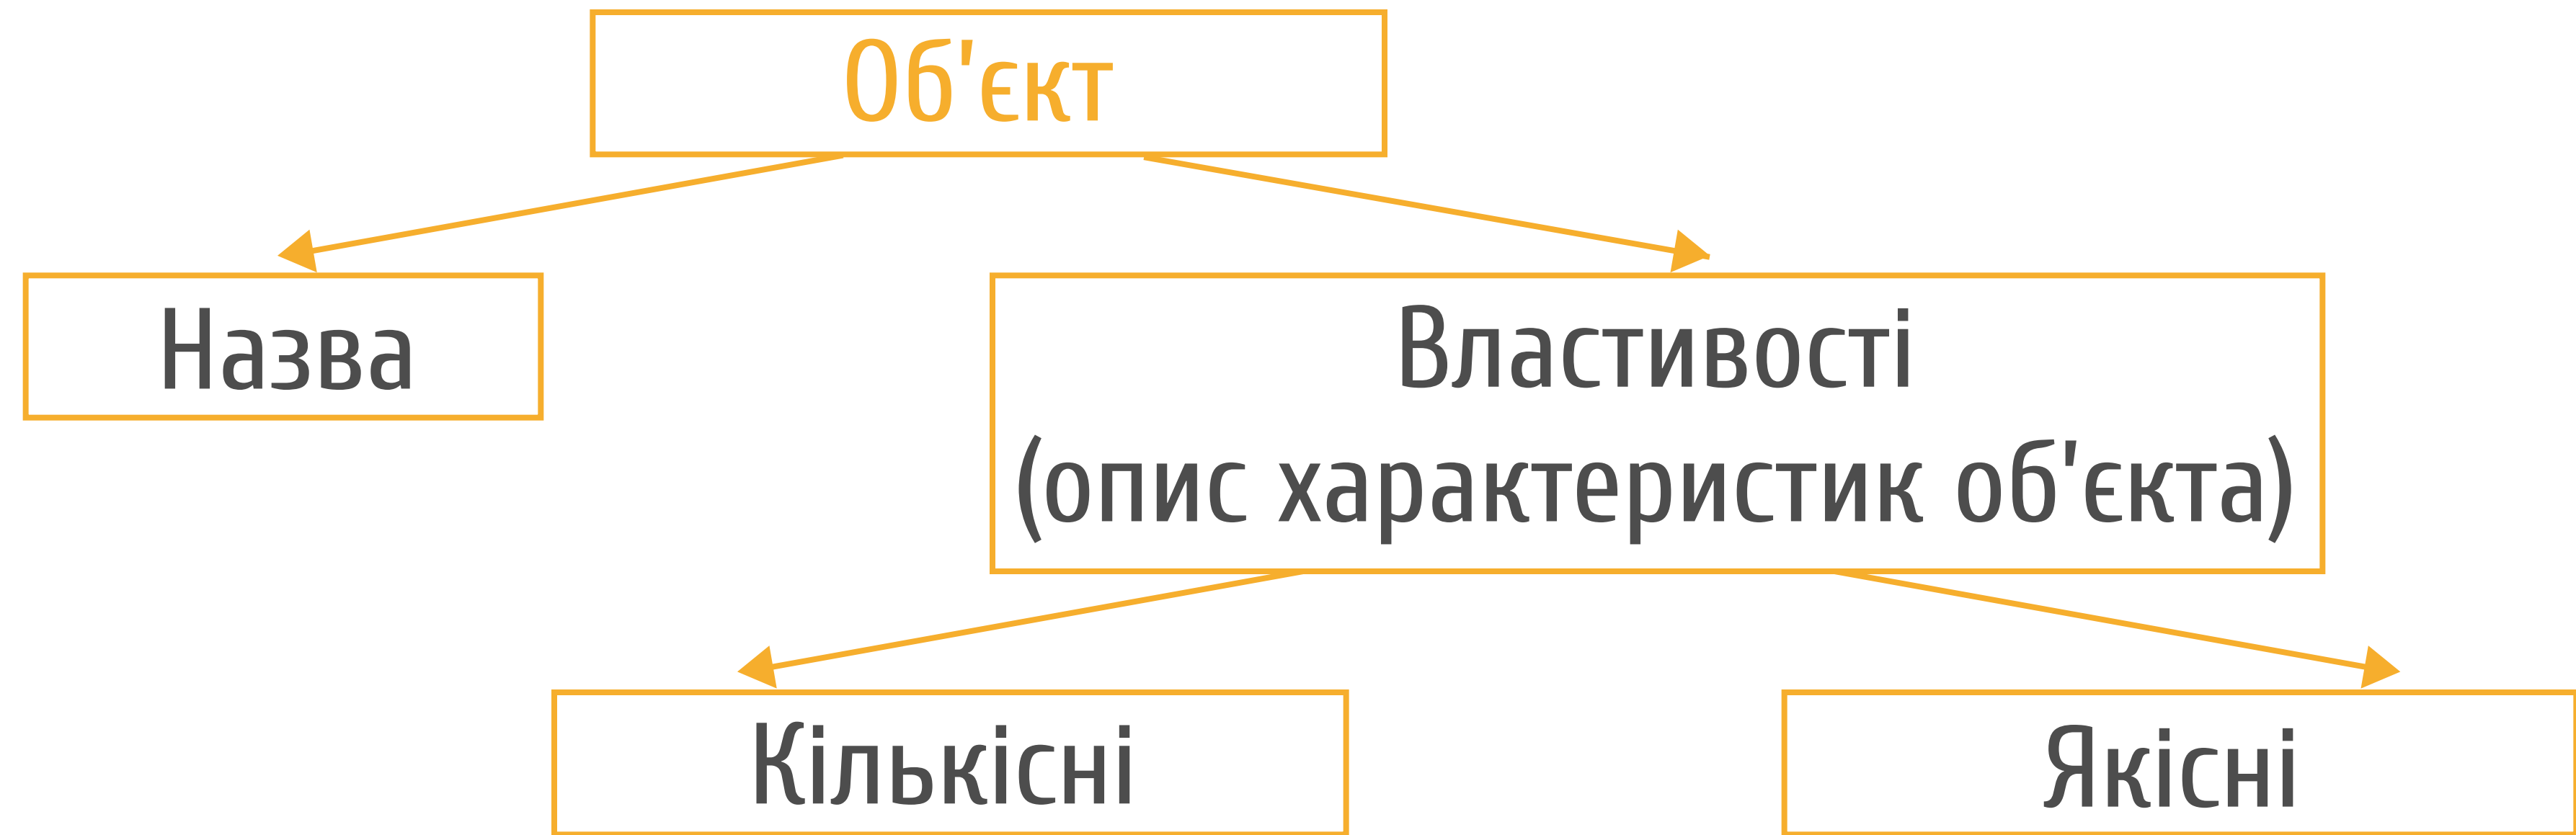 Об'єкт
Назва
Властивості
(опис характеристик об'єкта)
Кількісні
Якісні